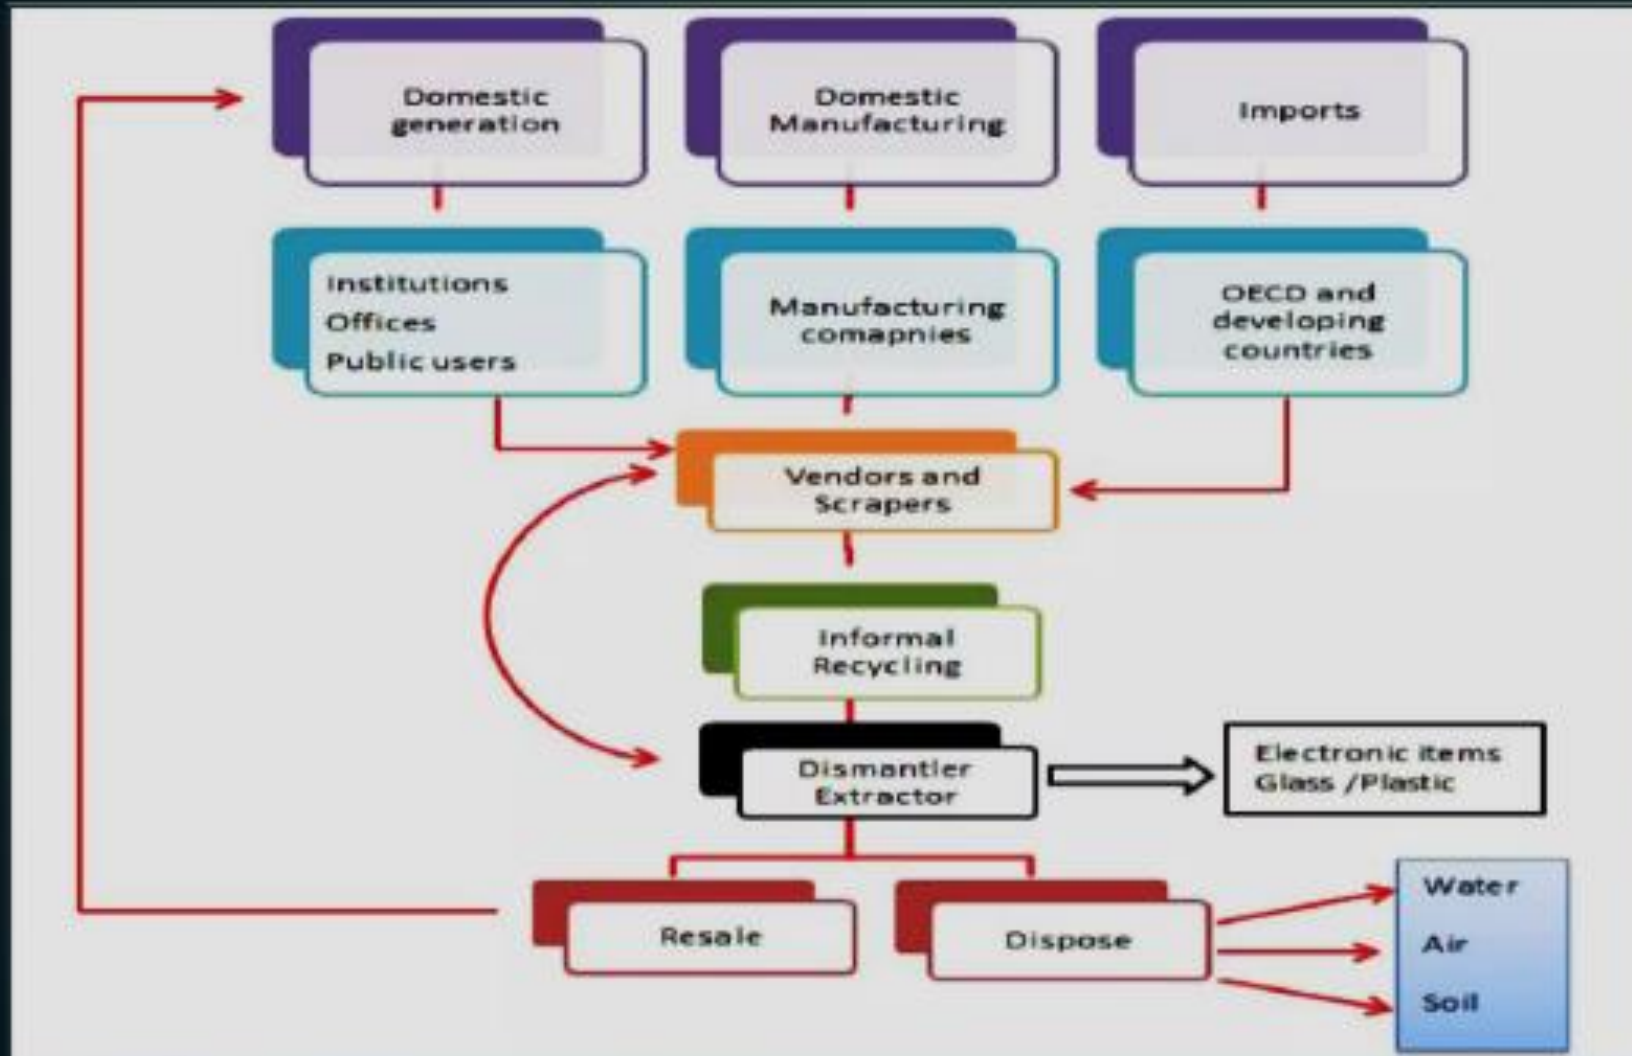 Domestic
generation
Domestic
Manufacturing
Imports
Institutions
Offices
Public users
Manufacturing
comapnies
OECD and
developing
countries
Vendors and
Scrapers
Informal
Recycling
Dismantler
Extractor
Electronic items
Glass /Plastic
Resale
Dispose
Water
Air
Soil